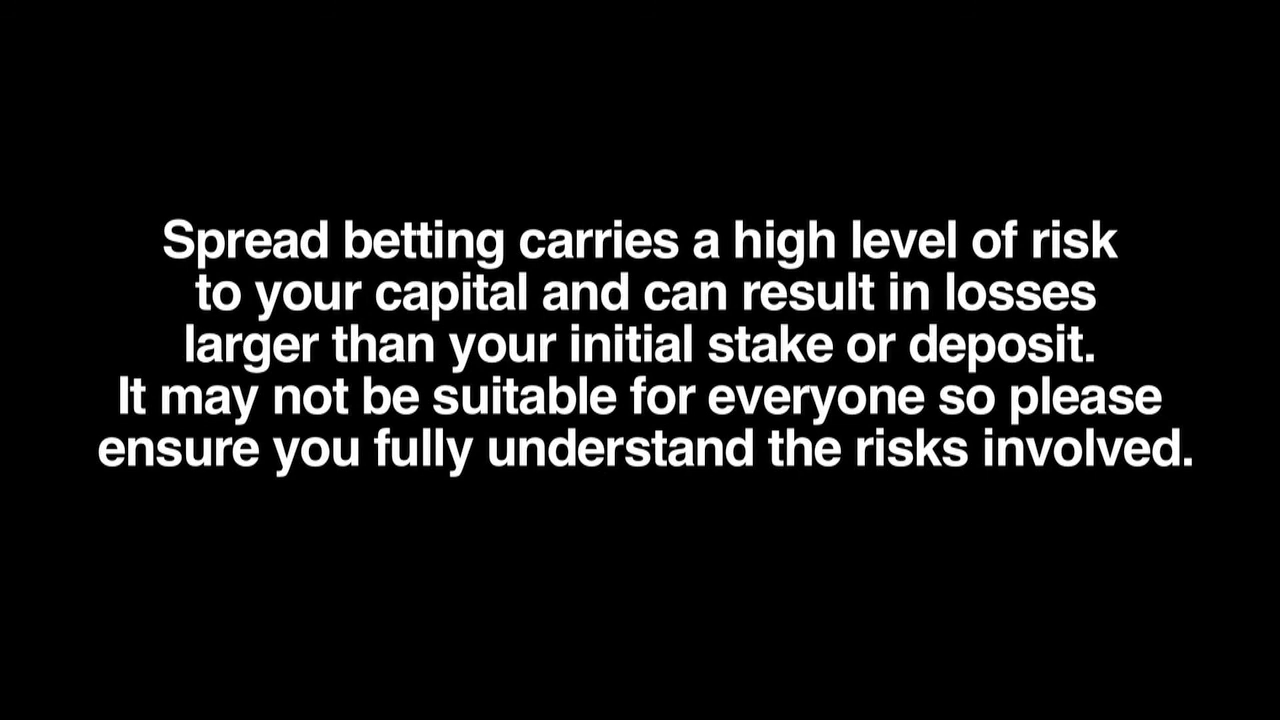 Spread betting carries a high level of risk
to your capital and can result in losses
larger than your initial stake or deposit.
It may not be suitable for everyone so please
ensure you fully understand the risks involved.